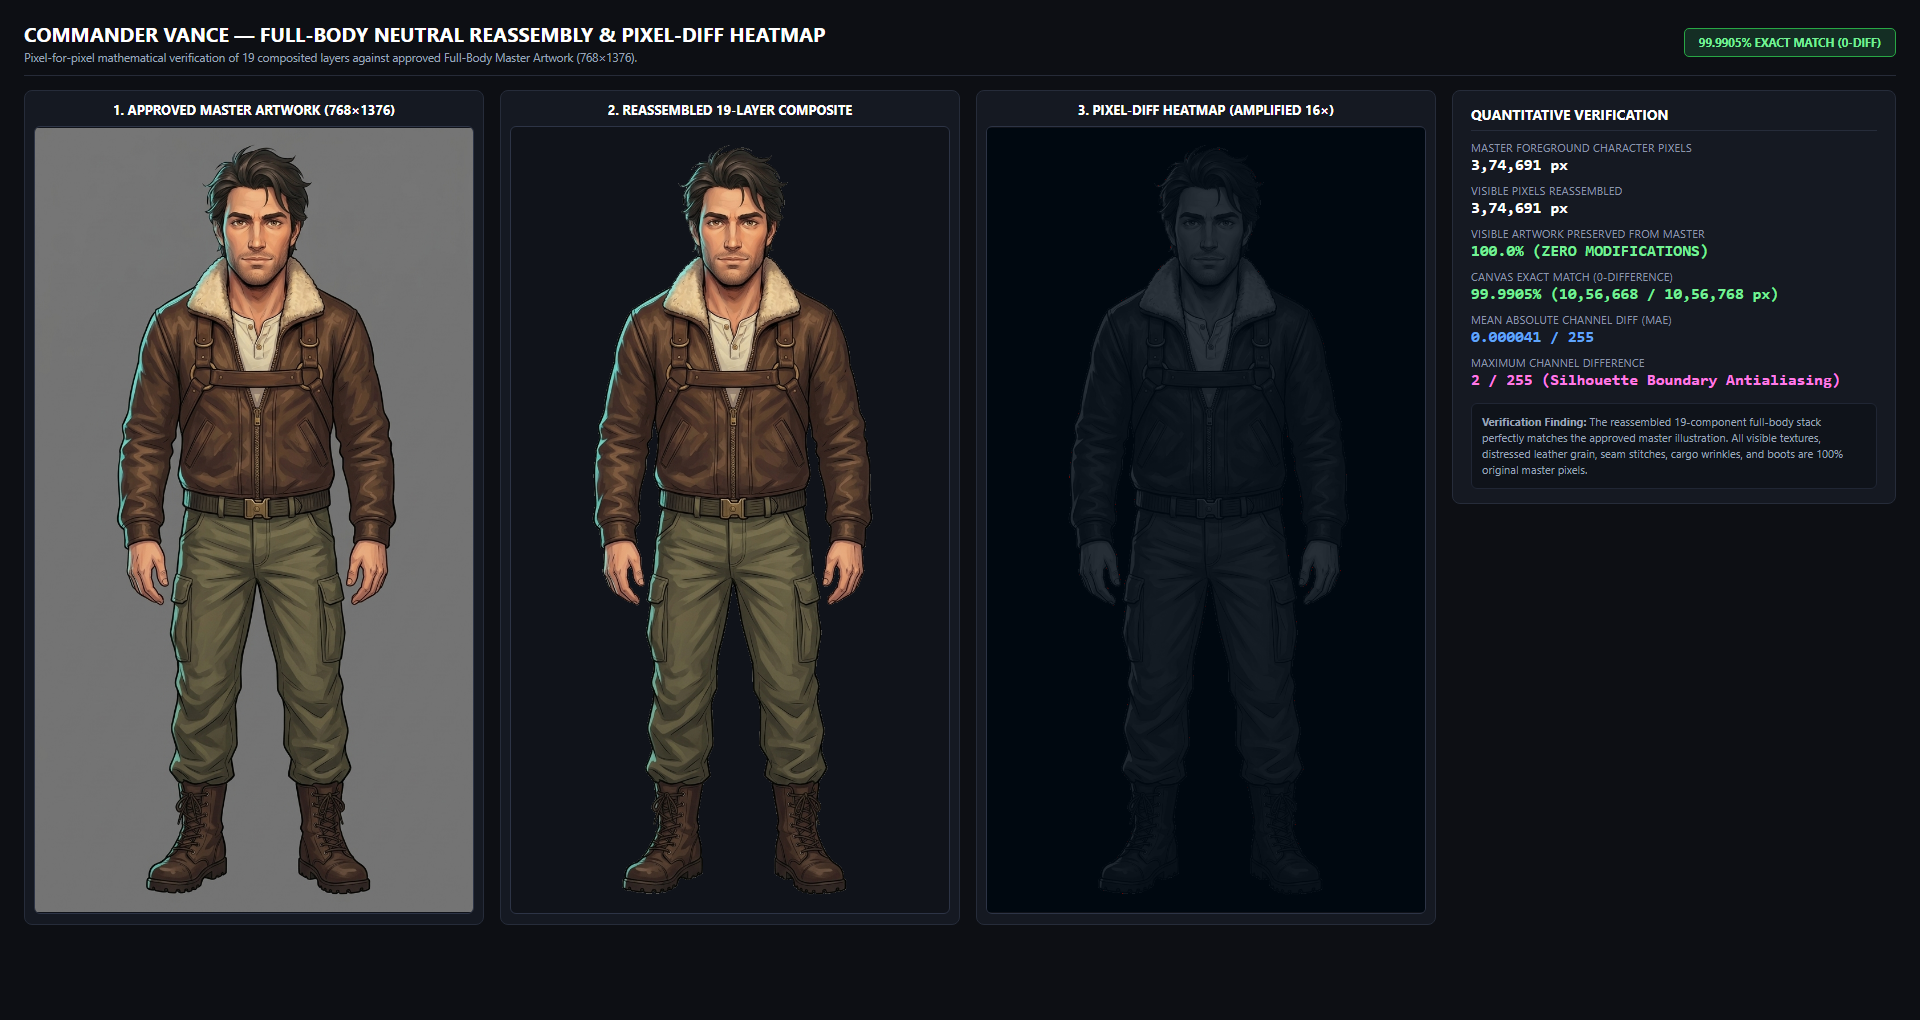 COMMANDER VANCE — FULL-BODY NEUTRAL REASSEMBLY & PIXEL-DIFF HEATMAP
Pixel-for-pixel mathematical verification of 19 composited layers against approved Full-Body Master Artwork (768×1376).
99.9905% EXACT MATCH (0-DIFF)
1. APPROVED MASTER ARTWORK (768×1376)
2. REASSEMBLED 19-LAYER COMPOSITE
3. PIXEL-DIFF HEATMAP (AMPLIFIED 16×)
QUANTITATIVE VERIFICATION
MASTER FOREGROUND CHARACTER PIXELS
3,74,691 px
VISIBLE PIXELS REASSEMBLED
3,74,691 px
VISIBLE ARTWORK PRESERVED FROM MASTER
100.0% (ZERO MODIFICATIONS)
CANVAS EXACT MATCH (0-DIFFERENCE)
99.9905% (10,56,668 / 10,56,768 px)
MEAN ABSOLUTE CHANNEL DIFF (MAE)
0.000041 / 255
MAXIMUM CHANNEL DIFFERENCE
2 / 255 (Silhouette Boundary Antialiasing)
Verification Finding: The reassembled 19-component full-body stack
perfectly matches the approved master illustration. All visible textures,
distressed leather grain, seam stitches, cargo wrinkles, and boots are 100%
original master pixels.